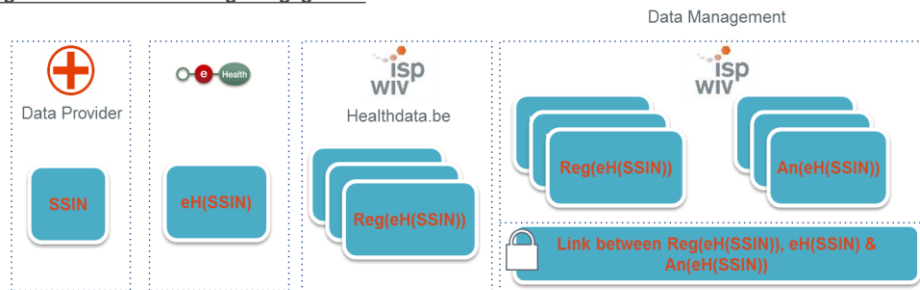 Data Management
isp
wiv
isp
wiv
e
Health
Data Provider
Healthdata.be
SSIN
eH(SSIN)
Reg(eH(SSIN))
Reg(eH(SSIN))
An(eH(SSIN))
Link between Reg(eH(SSIN)), eH(SSIN) &
An(eH(SSIN))